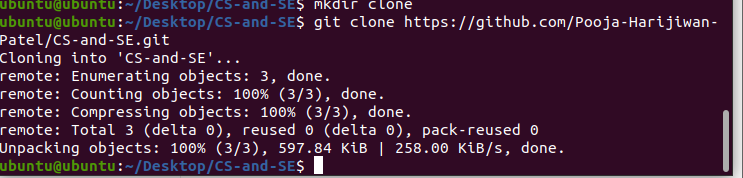 ubuntu@ubuntu:~/Desktop/CS-and-SE$ mkdir clone
ubuntu@ubuntu:~/Desktop/CS-and-SE$ git clone https://github.com/Pooja-Harijiwan-
Patel/CS-and-SE.git
Cloning into 'CS-and-SE'...
remote: Enumerating objects: 3, done.
remote: Counting objects: 100% (3/3), done.
remote: Compressing objects: 100% (3/3), done.
remote: Total 3 (delta 0), reused 0 (delta 0), pack-reused 0
Unpacking objects: 100% (3/3), 597.84 KiB | 258.00 KiB/s, done.
ubuntu@ubuntu:~/Desktop/CS-and-SE$